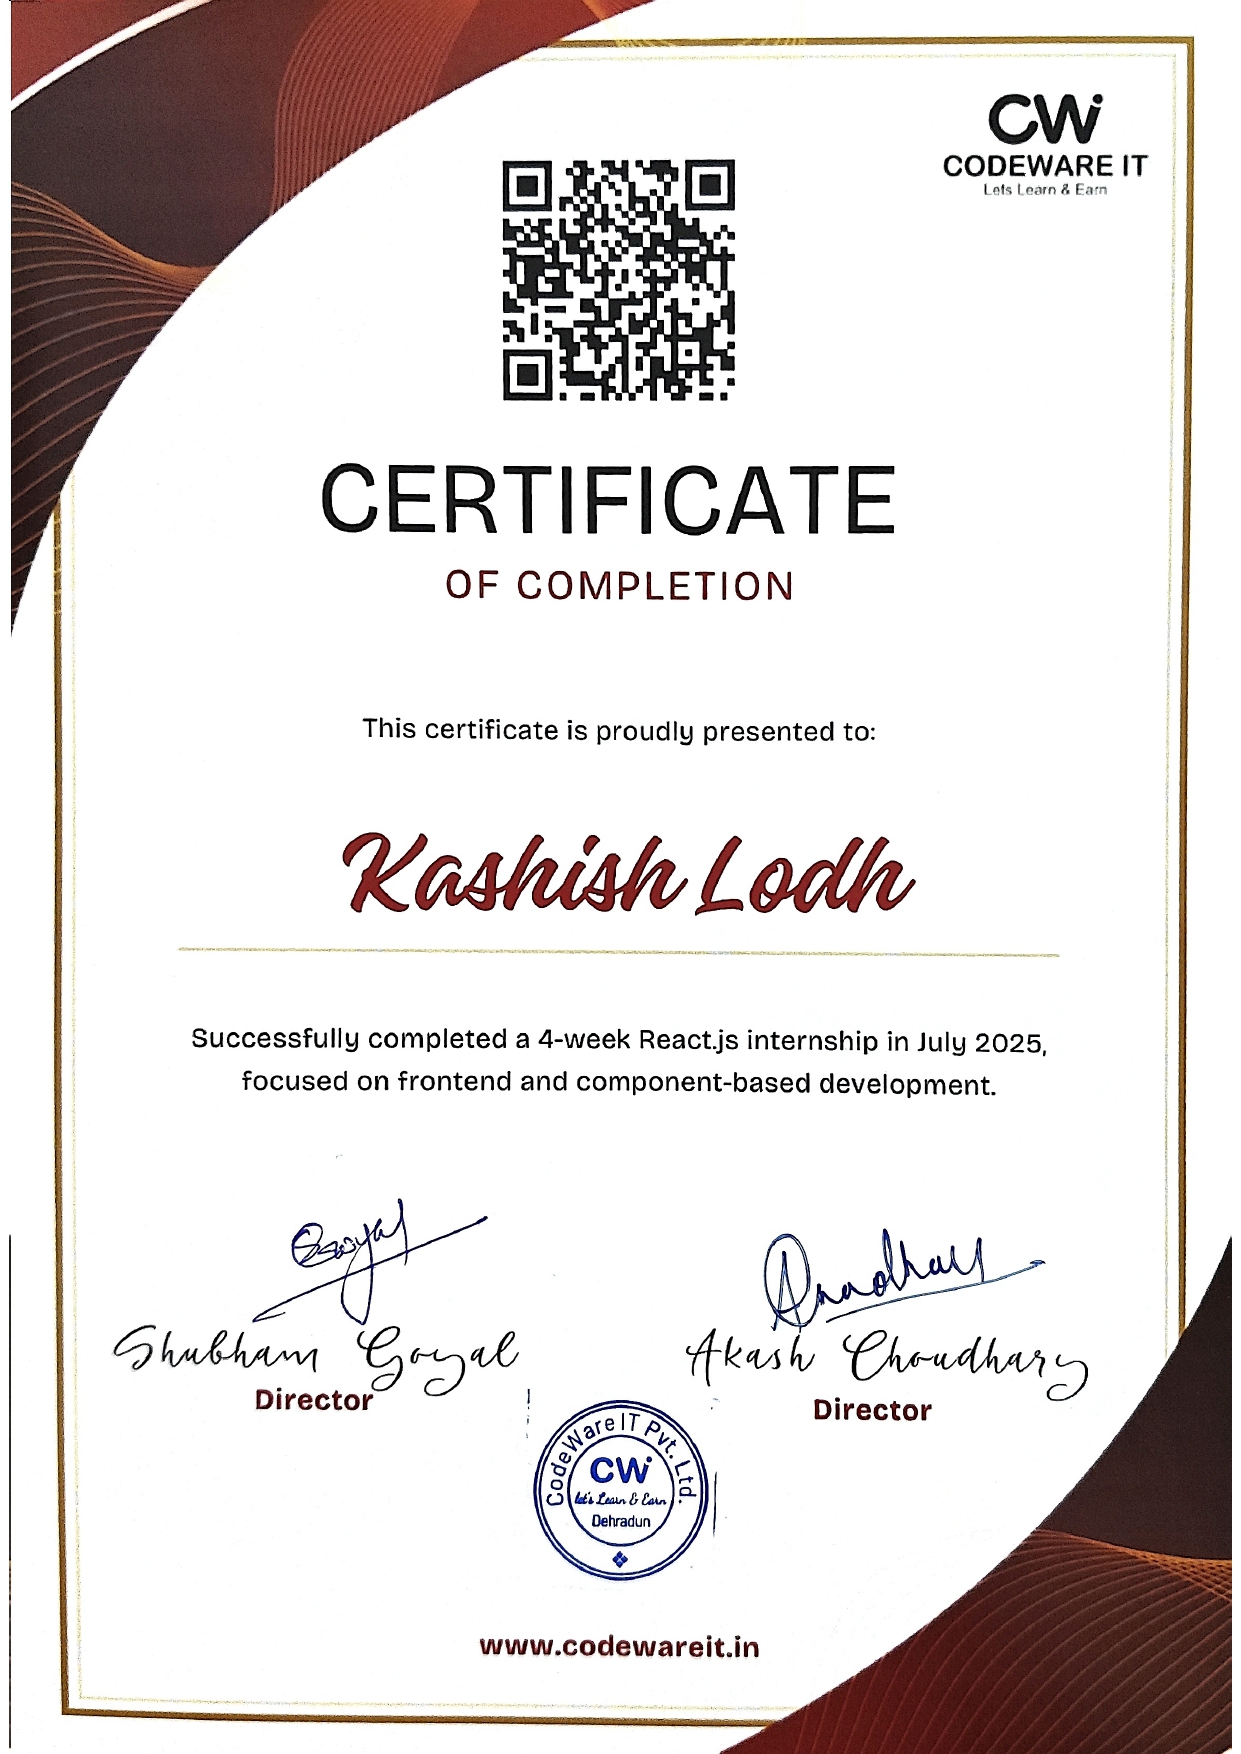 CWi
CODEWARE IT
Lets Learn & Earn
CERTIFICATE
OF COMPLETION
This certificate is proudly presented to:
Kashish Lodh
Successfully completed a 4-week React.js internship in July 2025,
focused on frontend and component-based development.
Goyal
Choudhary
Shubham Goyal
Akash Choudhary
Director
Director
CodeWare IT Pvt. Ltd.
CWi
let's Learn & Earn
Dehradun
www.codewareit.in